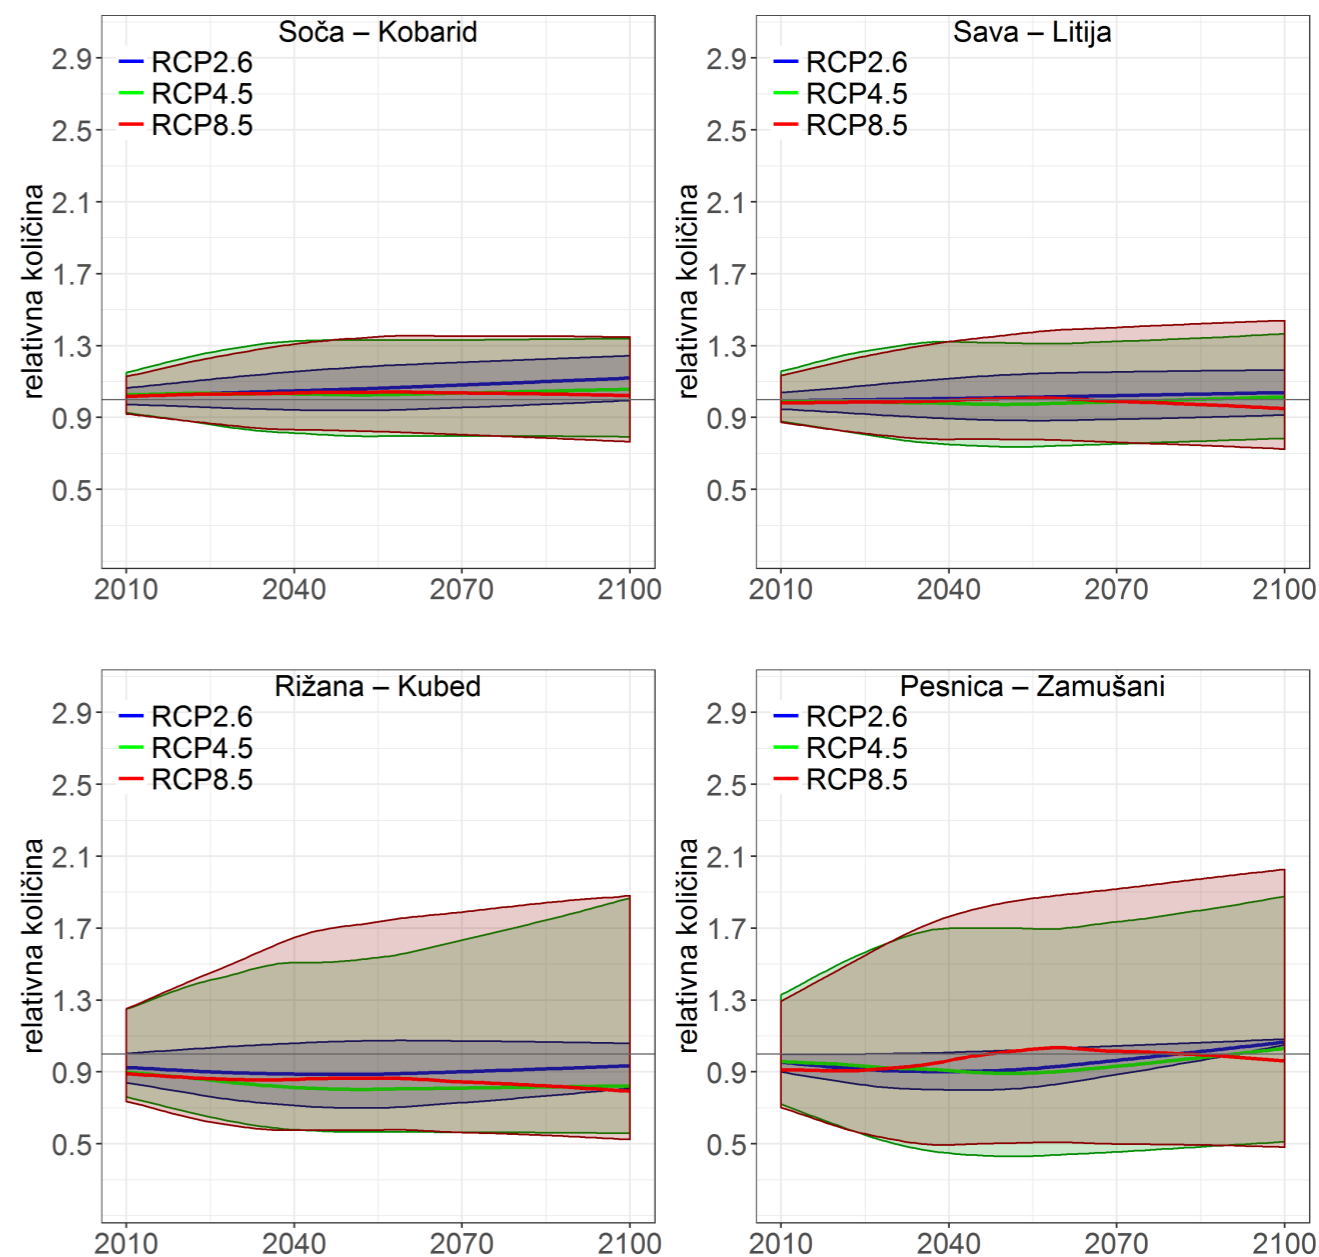 Soča – Kobarid
RCP2.6
RCP4.5
RCP8.5
relativna količina
2.9
2.5
2.1
1.7
1.3
0.9
0.5
2010 2040 2070 2100
Sava – Litija
RCP2.6
RCP4.5
RCP8.5
relativna količina
2.9
2.5
2.1
1.7
1.3
0.9
0.5
2010 2040 2070 2100
Rižana – Kubed
RCP2.6
RCP4.5
RCP8.5
relativna količina
2.9
2.5
2.1
1.7
1.3
0.9
0.5
2010 2040 2070 2100
Pesnica – Zamušani
RCP2.6
RCP4.5
RCP8.5
relativna količina
2.9
2.5
2.1
1.7
1.3
0.9
0.5
2010 2040 2070 2100